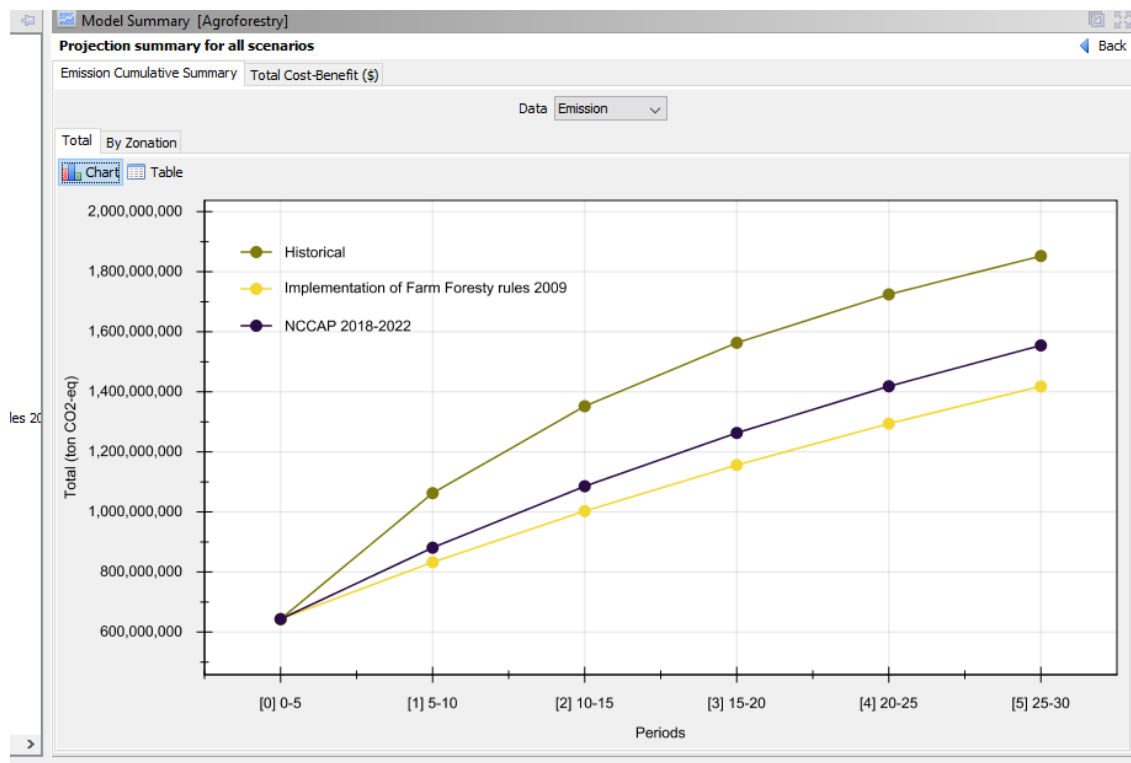 Model Summary [Agroforestry]
Projection summary for all scenarios
Back
Emission Cumulative Summary
Total Cost-Benefit ($)
Data
Emission
Total
By Zonation
Chart
Table
les 20
Total (ton CO2-eq)
2,000,000,000
1,800,000,000
1,600,000,000
1,400,000,000
1,200,000,000
1,000,000,000
800,000,000
600,000,000
Historical
Implementation of Farm Foresty rules 2009
NCCAP 2018-2022
[0] 0-5
[1] 5-10
[2] 10-15
[3] 15-20
[4] 20-25
[5] 25-30
Periods